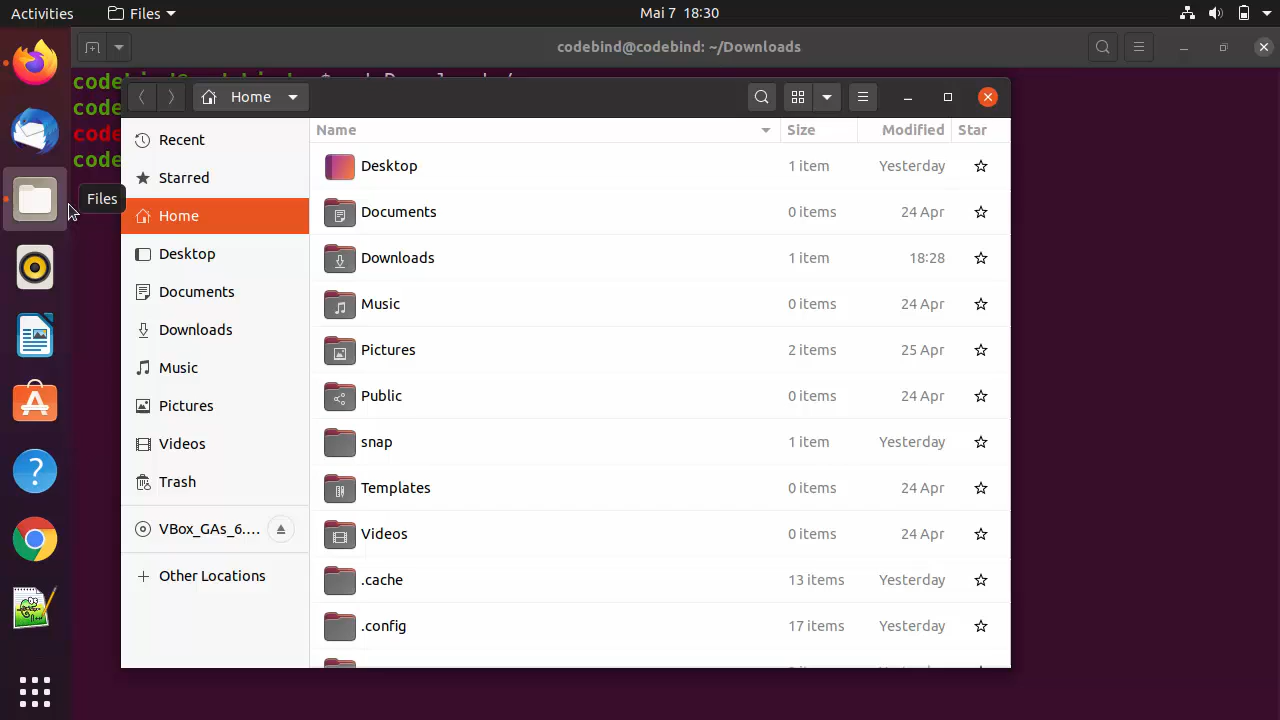 Activities Files Mai 7 18:30
codebind@codebind: ~/Downloads
code
Home
code
code
code
Files
Recent
Starred
Home
Desktop
Documents
Downloads
Music
Pictures
Videos
Trash
VBox_GAs_6....
Other Locations
Name Size Modified Star
Desktop 1 item Yesterday
Documents 0 items 24 Apr
Downloads 1 item 18:28
Music 0 items 24 Apr
Pictures 2 items 25 Apr
Public 0 items 24 Apr
snap 1 item Yesterday
Templates 0 items 24 Apr
Videos 0 items 24 Apr
.cache 13 items Yesterday
.config 17 items Yesterday